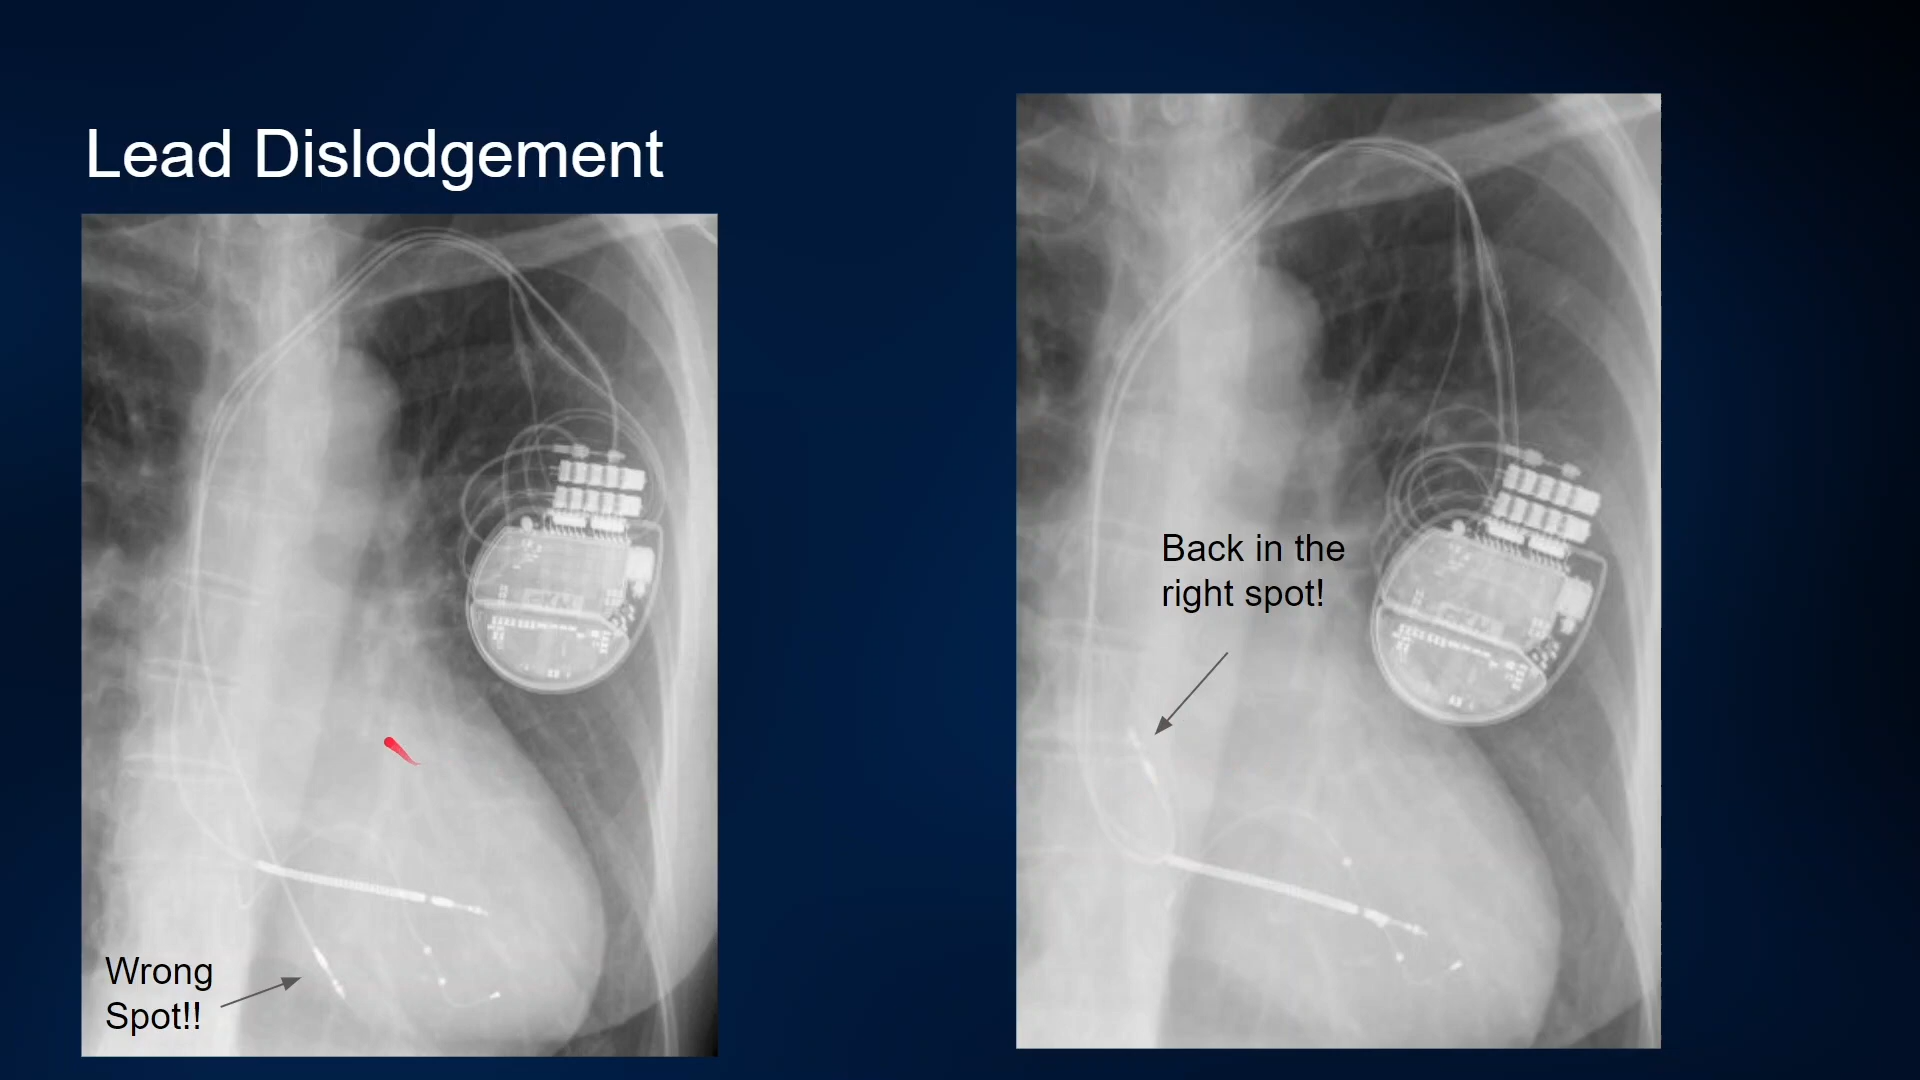 Lead Dislodgement
Wrong
Spot!!
Back in the
right spot!